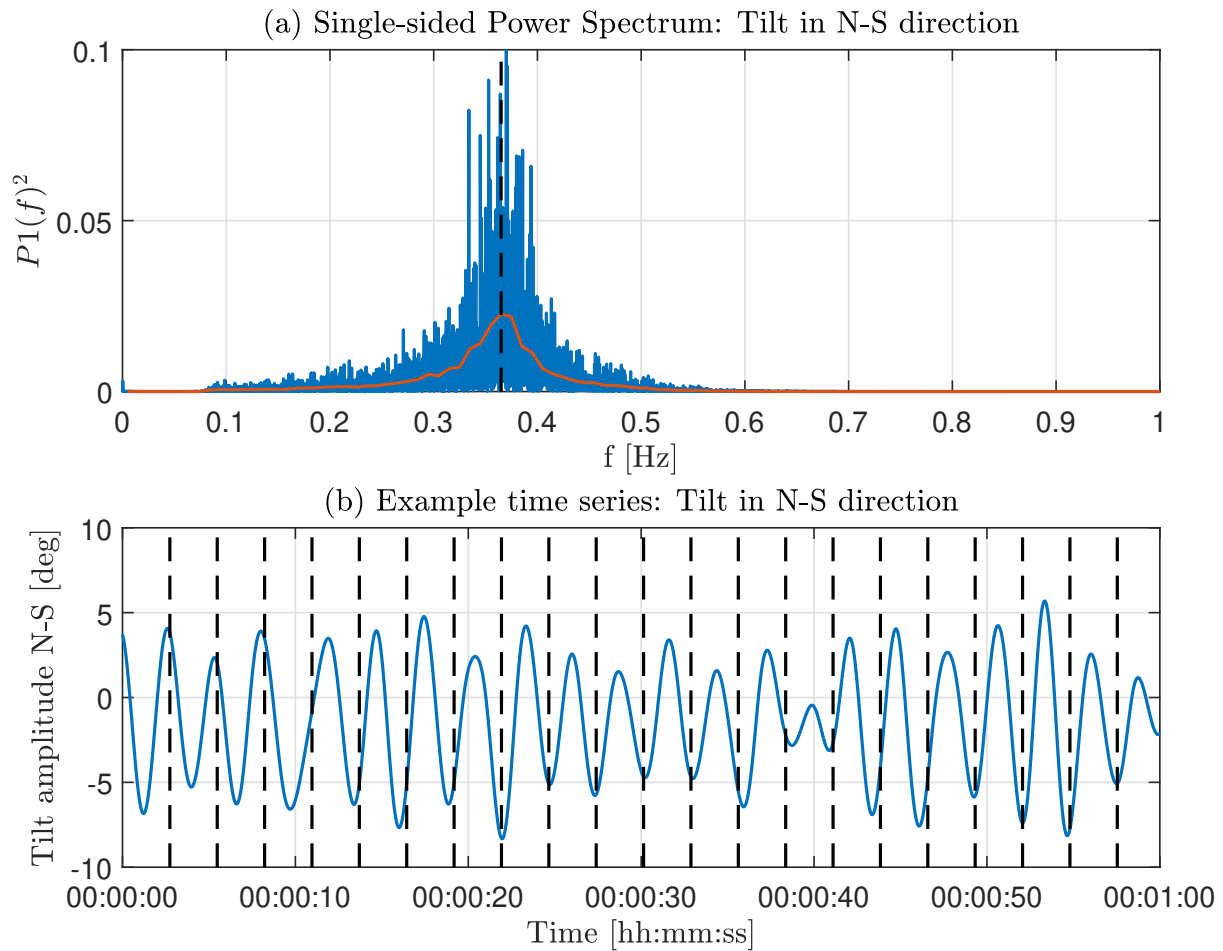 (a) Single-sided Power Spectrum: Tilt in N-S direction
0.1
0.05
0
P1(f)²
0 0.1 0.2 0.3 0.4 0.5 0.6 0.7 0.8 0.9 1
f [Hz]
(b) Example time series: Tilt in N-S direction
10
5
0
-5
-10
Tilt amplitude N-S [deg]
00:00:00 00:00:10 00:00:20 00:00:30 00:00:40 00:00:50 00:01:00
Time [hh:mm:ss]